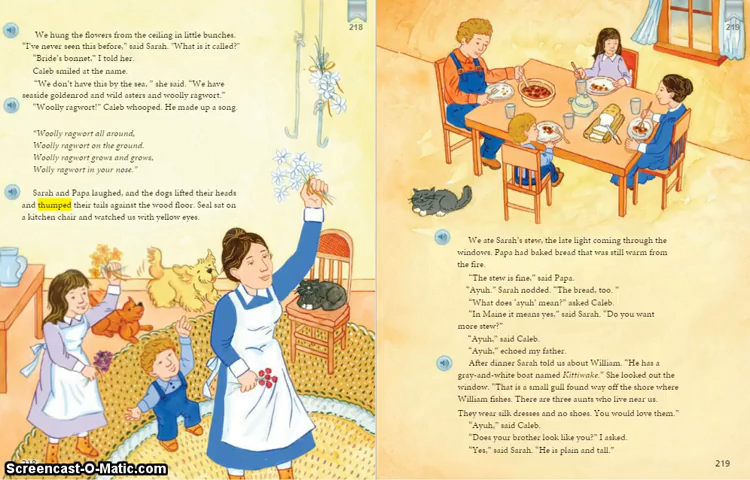 218
We hung the flowers from the ceiling in little bunches.
"I've never seen this before," said Sarah. "What is it called?"
"Bride's bonnet," I told her.
Caleb smiled at the name.
"We don't have this by the sea, " she said. "We have
seaside goldenrod and wild asters and woolly ragwort."
"Woolly ragwort!" Caleb whooped. He made up a song.
"Woolly ragwort all around,
Woolly ragwort on the ground.
Woolly ragwort grows and grows,
Wolly ragwort in your nose."
Sarah and Papa laughed, and the dogs lifted their heads
and thumped their tails against the wood floor. Seal sat on
a kitchen chair and watched us with yellow eyes.
218
Screencast-O-Matic.com
219
We ate Sarah's stew, the late light coming through the
windows. Papa had baked bread that was still warm from
the fire.
"The stew is fine," said Papa.
"Ayuh." Sarah nodded. "The bread, too. "
"What does 'ayuh' mean?" asked Caleb.
"In Maine it means yes," said Sarah. "Do you want
more stew?"
"Ayuh," said Caleb.
"Ayuh," echoed my father.
After dinner Sarah told us about William. "He has a
gray-and-white boat named Kittiwake." She looked out the
window. "That is a small gull found way off the shore where
William fishes. There are three aunts who live near us.
They wear silk dresses and no shoes. You would love them."
"Ayuh," said Caleb.
"Does your brother look like you?" I asked.
"Yes," said Sarah. "He is plain and tall."
219